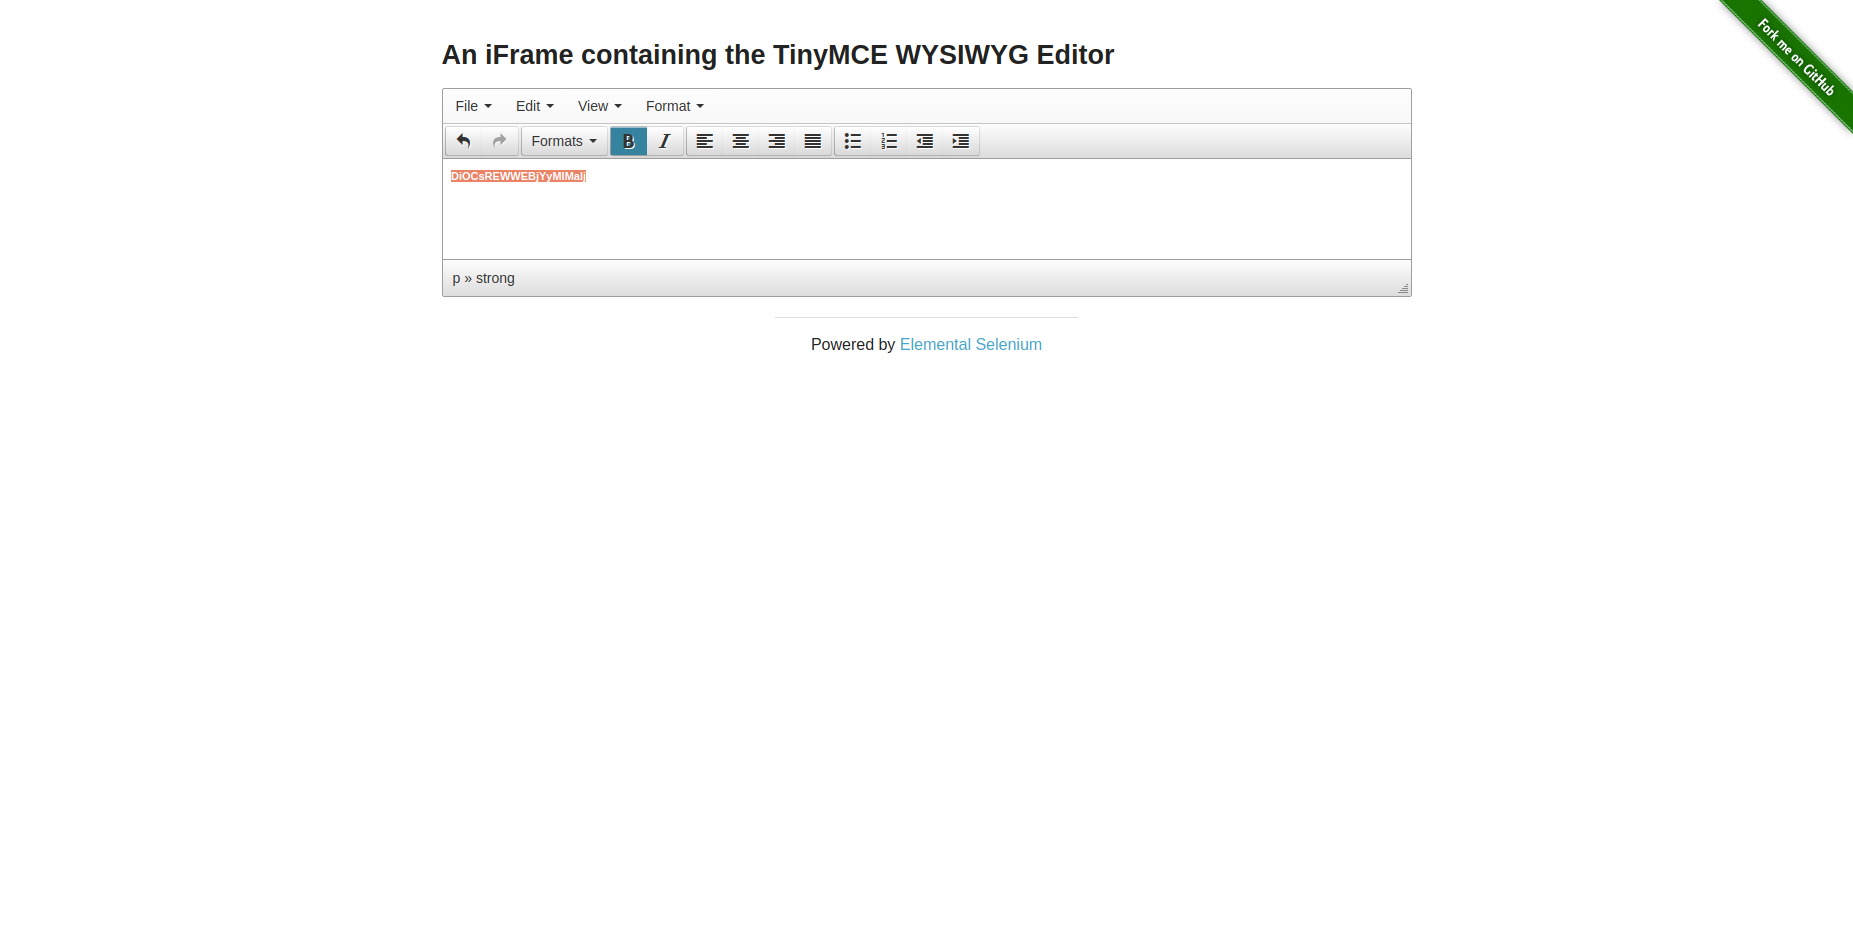 Fork me on GitHub
An iFrame containing the TinyMCE WYSIWYG Editor
File Edit View Format
Formats B I
DiOCsREWWEBjYyMIMaIj
p » strong
Powered by Elemental Selenium